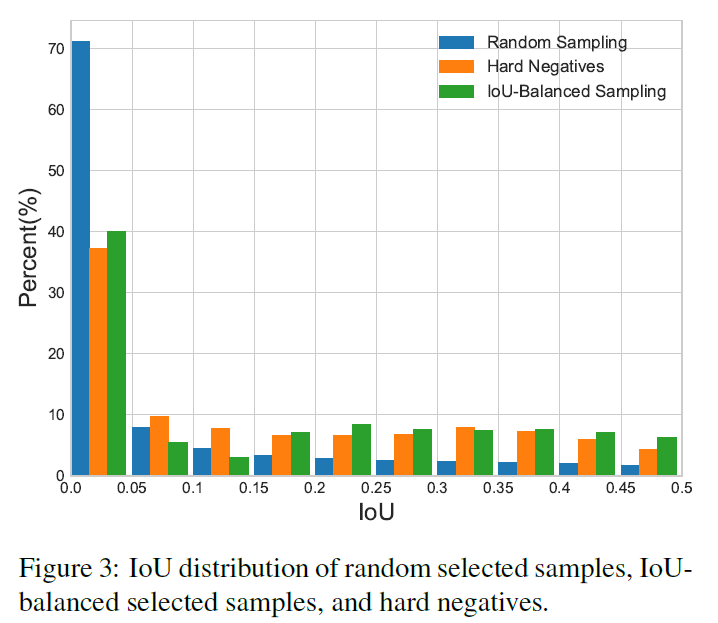 Random Sampling
Hard Negatives
IoU-Balanced Sampling
70
60
50
40
30
20
10
0
Percent(%)
0.0 0.05 0.1 0.15 0.2 0.25 0.3 0.35 0.4 0.45 0.5
IoU
Figure 3: IoU distribution of random selected samples, IoU-
balanced selected samples, and hard negatives.